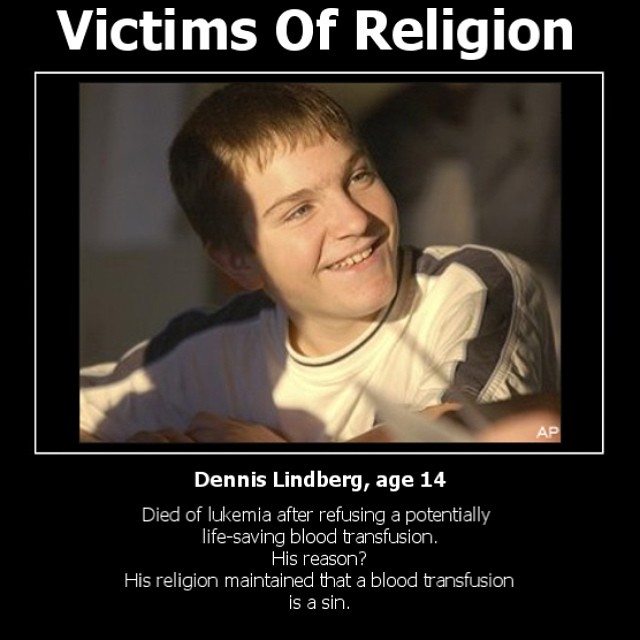 Victims Of Religion
AP
Dennis Lindberg, age 14
Died of lukemia after refusing a potentially
life-saving blood transfusion.
His reason?
His religion maintained that a blood transfusion
is a sin.